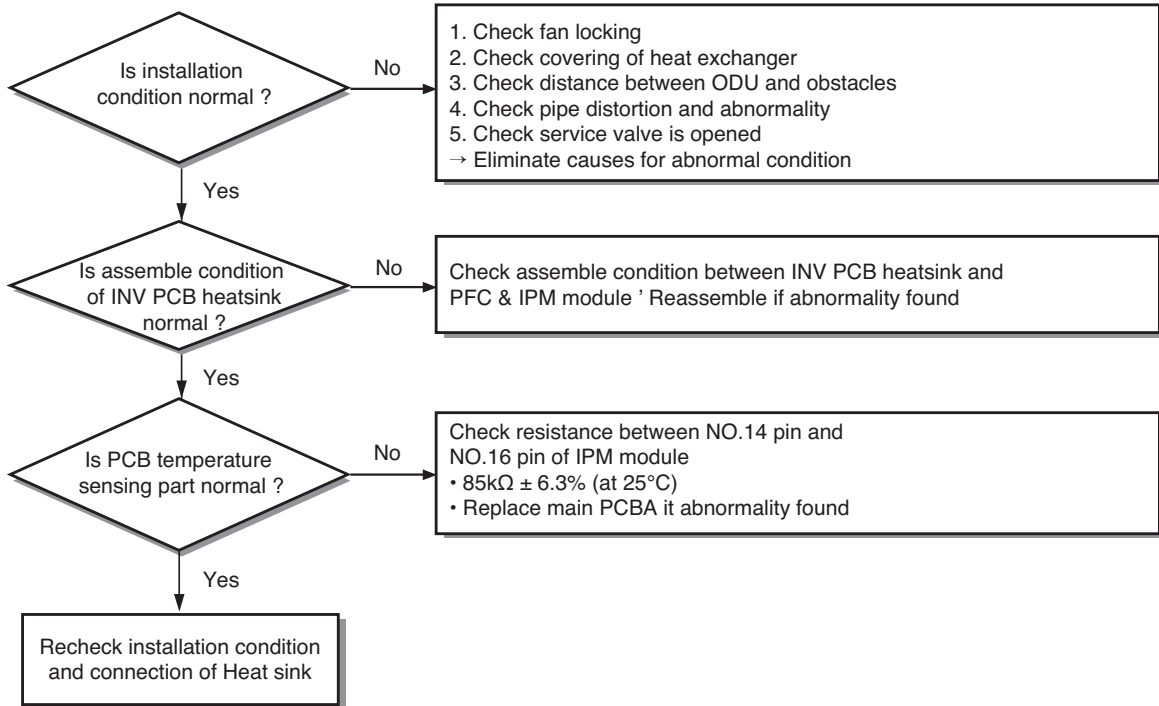 Is installation
condition normal ?
No
1. Check fan locking
2. Check covering of heat exchanger
3. Check distance between ODU and obstacles
4. Check pipe distortion and abnormality
5. Check service valve is opened
→ Eliminate causes for abnormal condition
Yes
Is assemble condition
of INV PCB heatsink
normal ?
No
Check assemble condition between INV PCB heatsink and
PFC & IPM module ’ Reassemble if abnormality found
Yes
Is PCB temperature
sensing part normal ?
No
Check resistance between NO.14 pin and
NO.16 pin of IPM module
• 85kΩ ± 6.3% (at 25°C)
• Replace main PCBA it abnormality found
Yes
Recheck installation condition
and connection of Heat sink